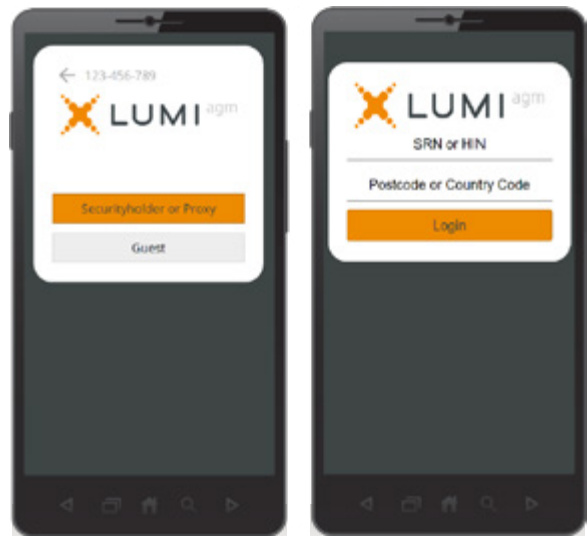 123-456-789
LUMI agm
Securityholder or Proxy
Guest
LUMI agm
SRN or HIN
Postcode or Country Code
Login